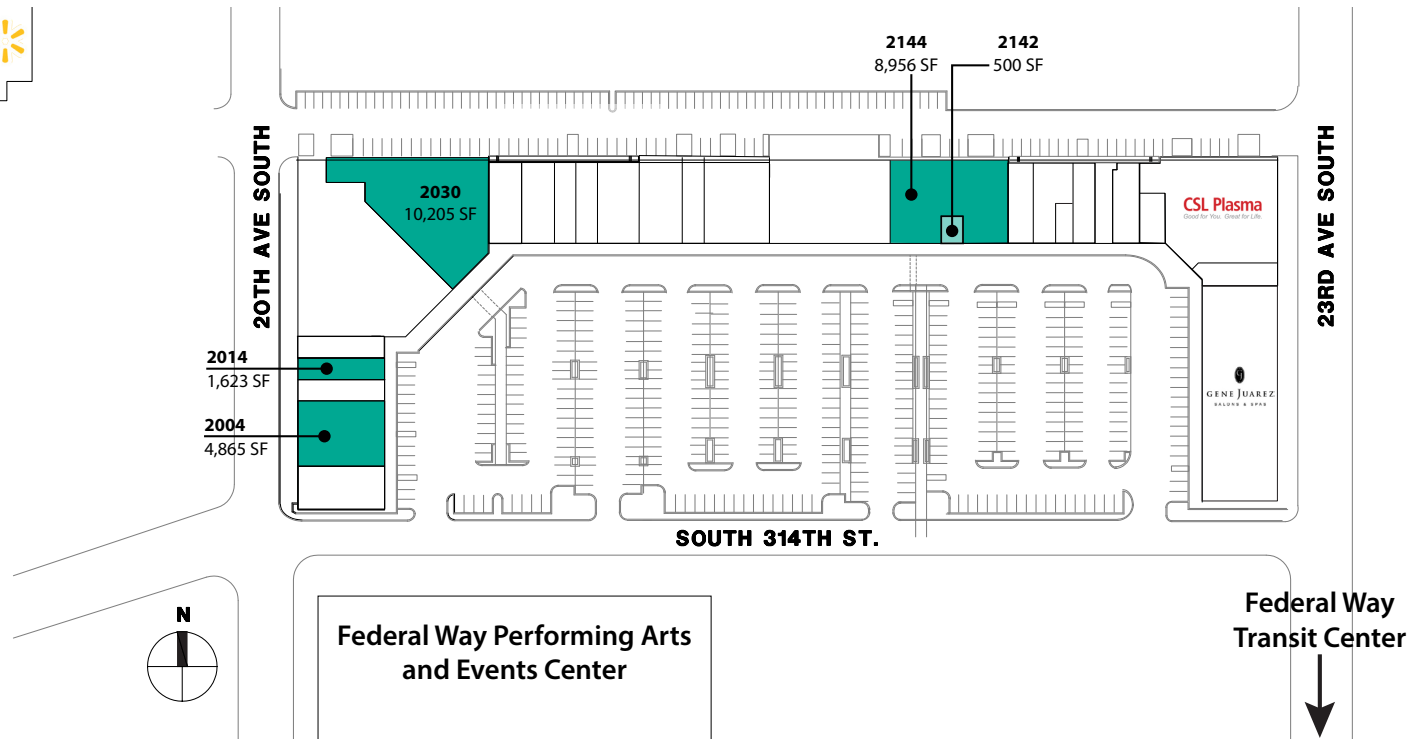 2144
8,956 SF
2142
500 SF
20TH AVE SOUTH
23RD AVE SOUTH
2030
10,205 SF
CSL Plasma
Good for You. Great for Life.
2014
1,623 SF
GENE JUAREZ
SALONS & SPAS
2004
4,865 SF
SOUTH 314TH ST.
N
Federal Way Performing Arts
and Events Center
Federal Way
Transit Center